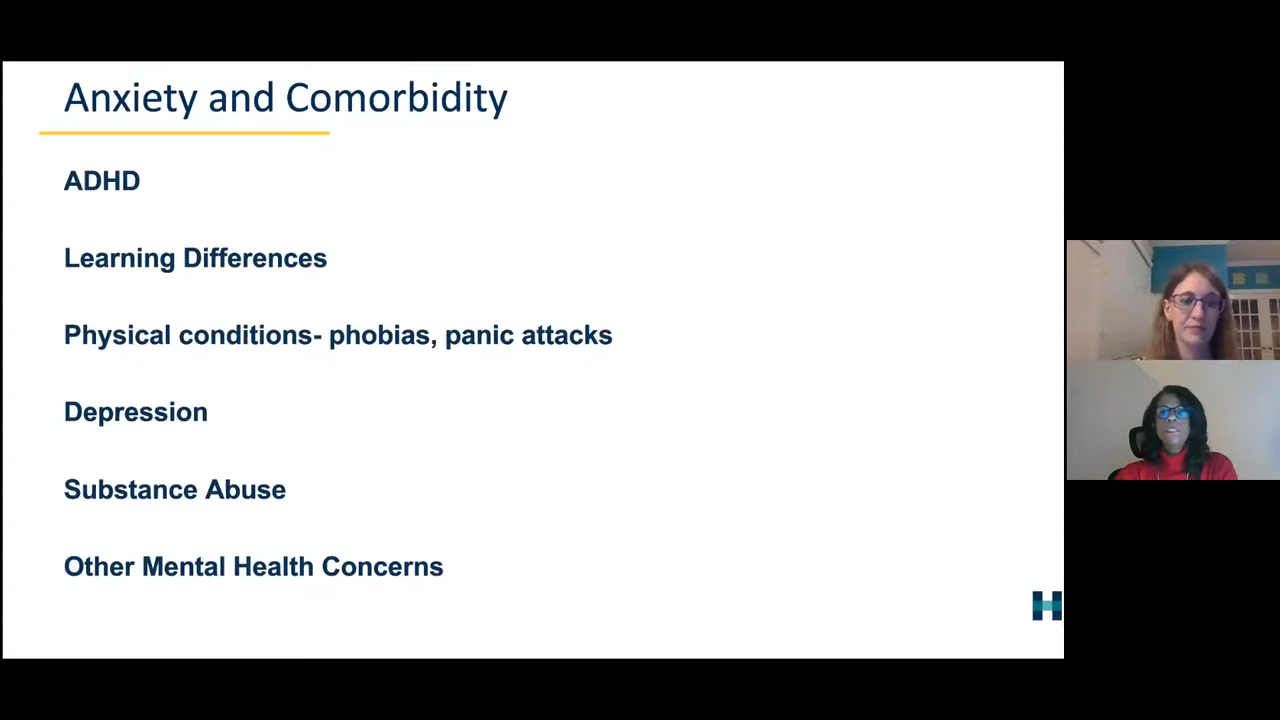 Anxiety and Comorbidity
ADHD
Learning Differences
Physical conditions- phobias, panic attacks
Depression
Substance Abuse
Other Mental Health Concerns
H